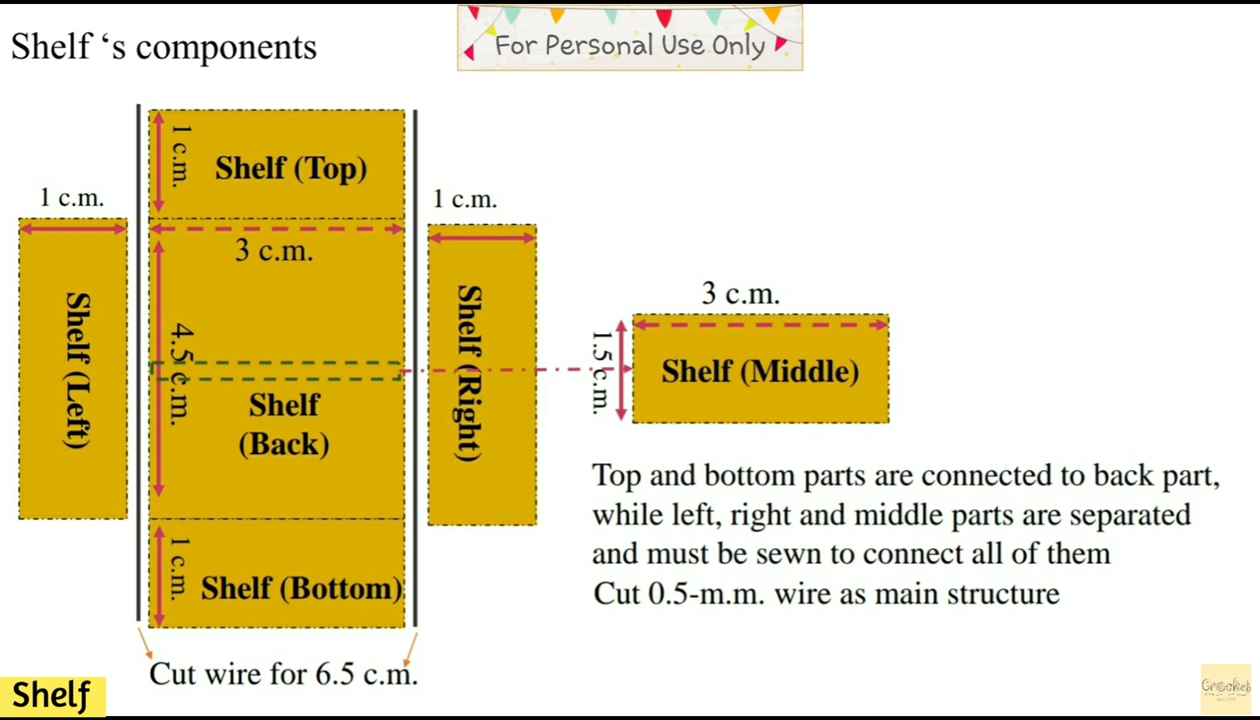 Shelf ‘s components
For Personal Use Only
1 c.m.
Shelf (Top)
1 c.m.
1 c.m.
3 c.m.
Shelf (Left)
4.5 c.m.
Shelf
(Back)
Shelf (Right)
3 c.m.
1.5 c.m.
Shelf (Middle)
1 c.m.
Shelf (Bottom)
Top and bottom parts are connected to back part,
while left, right and middle parts are separated
and must be sewn to connect all of them
Cut 0.5-m.m. wire as main structure
Cut wire for 6.5 c.m.
Shelf
Crochet